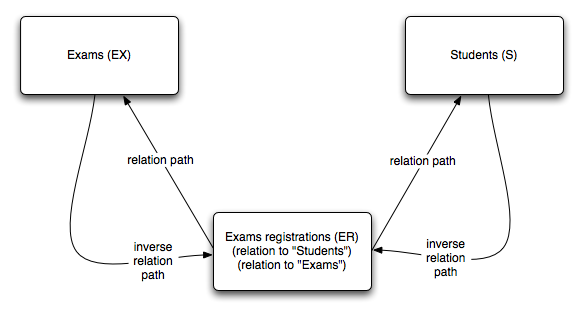 Exams (EX)
Students (S)
relation path
relation path
Exams registrations (ER)
(relation to "Students")
(relation to "Exams")
inverse
relation
path
inverse
relation
path